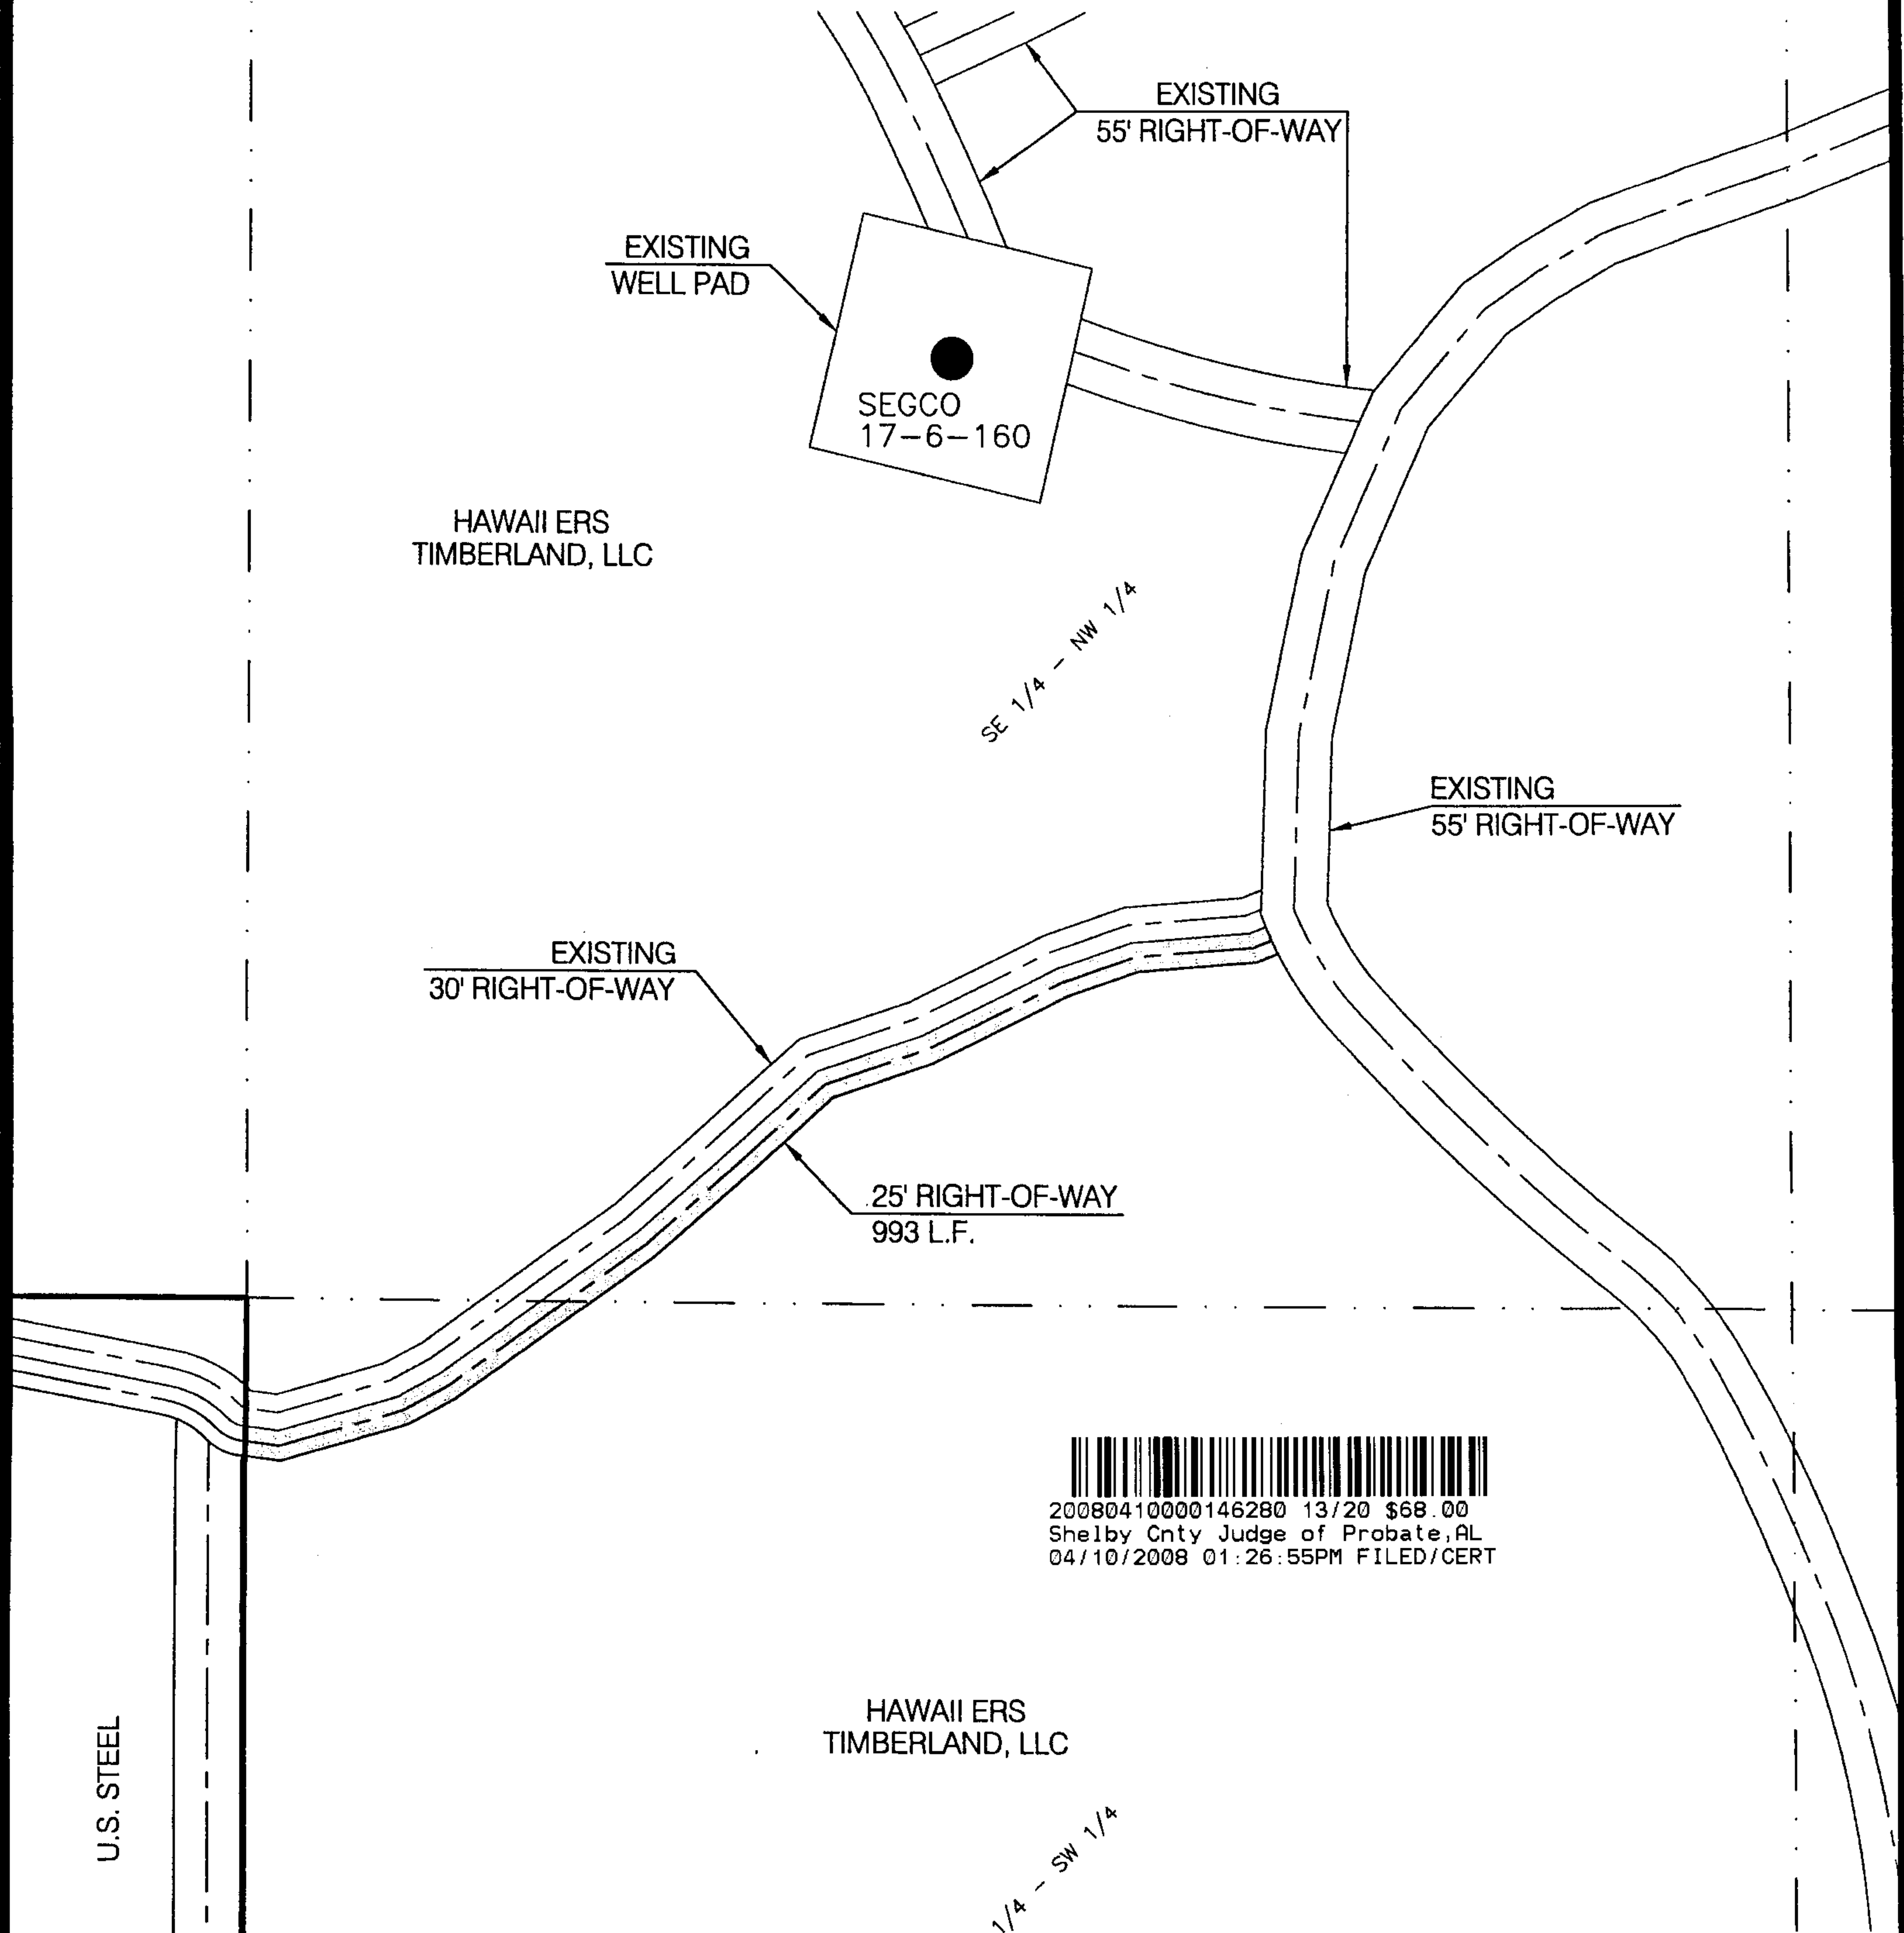 EXISTING
55' RIGHT-OF-WAY
EXISTING
WELL PAD
SEGCO
17-6-160
HAWAII ERS
TIMBERLAND, LLC
SE 1/4 - NW 1/4
EXISTING
55' RIGHT-OF-WAY
EXISTING
30' RIGHT-OF-WAY
25' RIGHT-OF-WAY
993 L.F.
20080410000146280 13/20 $68.00
Shelby Cnty Judge of Probate,AL
04/10/2008 01:26:55PM FILED/CERT
HAWAII ERS
TIMBERLAND, LLC
U.S. STEEL
1/4 - SW 1/4